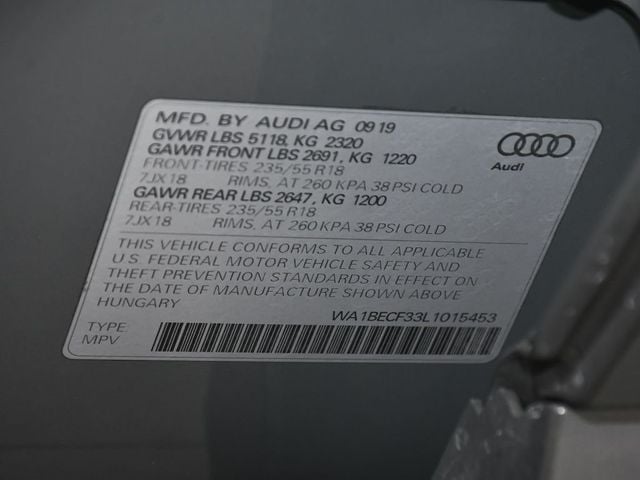 MFD. BY AUDI AG 09 19
GVWR LBS 5118, KG 2320
GAWR FRONT LBS 2691, KG 1220
FRONT-TIRES 235/55 R18
7JX18 RIMS, AT 260 KPA 38 PSI COLD
GAWR REAR LBS 2647, KG 1200
REAR-TIRES 235/55 R18
7JX18 RIMS, AT 260 KPA 38 PSI COLD
Audi
THIS VEHICLE CONFORMS TO ALL APPLICABLE
U.S. FEDERAL MOTOR VEHICLE SAFETY AND
THEFT PREVENTION STANDARDS IN EFFECT ON
THE DATE OF MANUFACTURE SHOWN ABOVE
HUNGARY
WA1BECF33L1015453
TYPE:
MPV